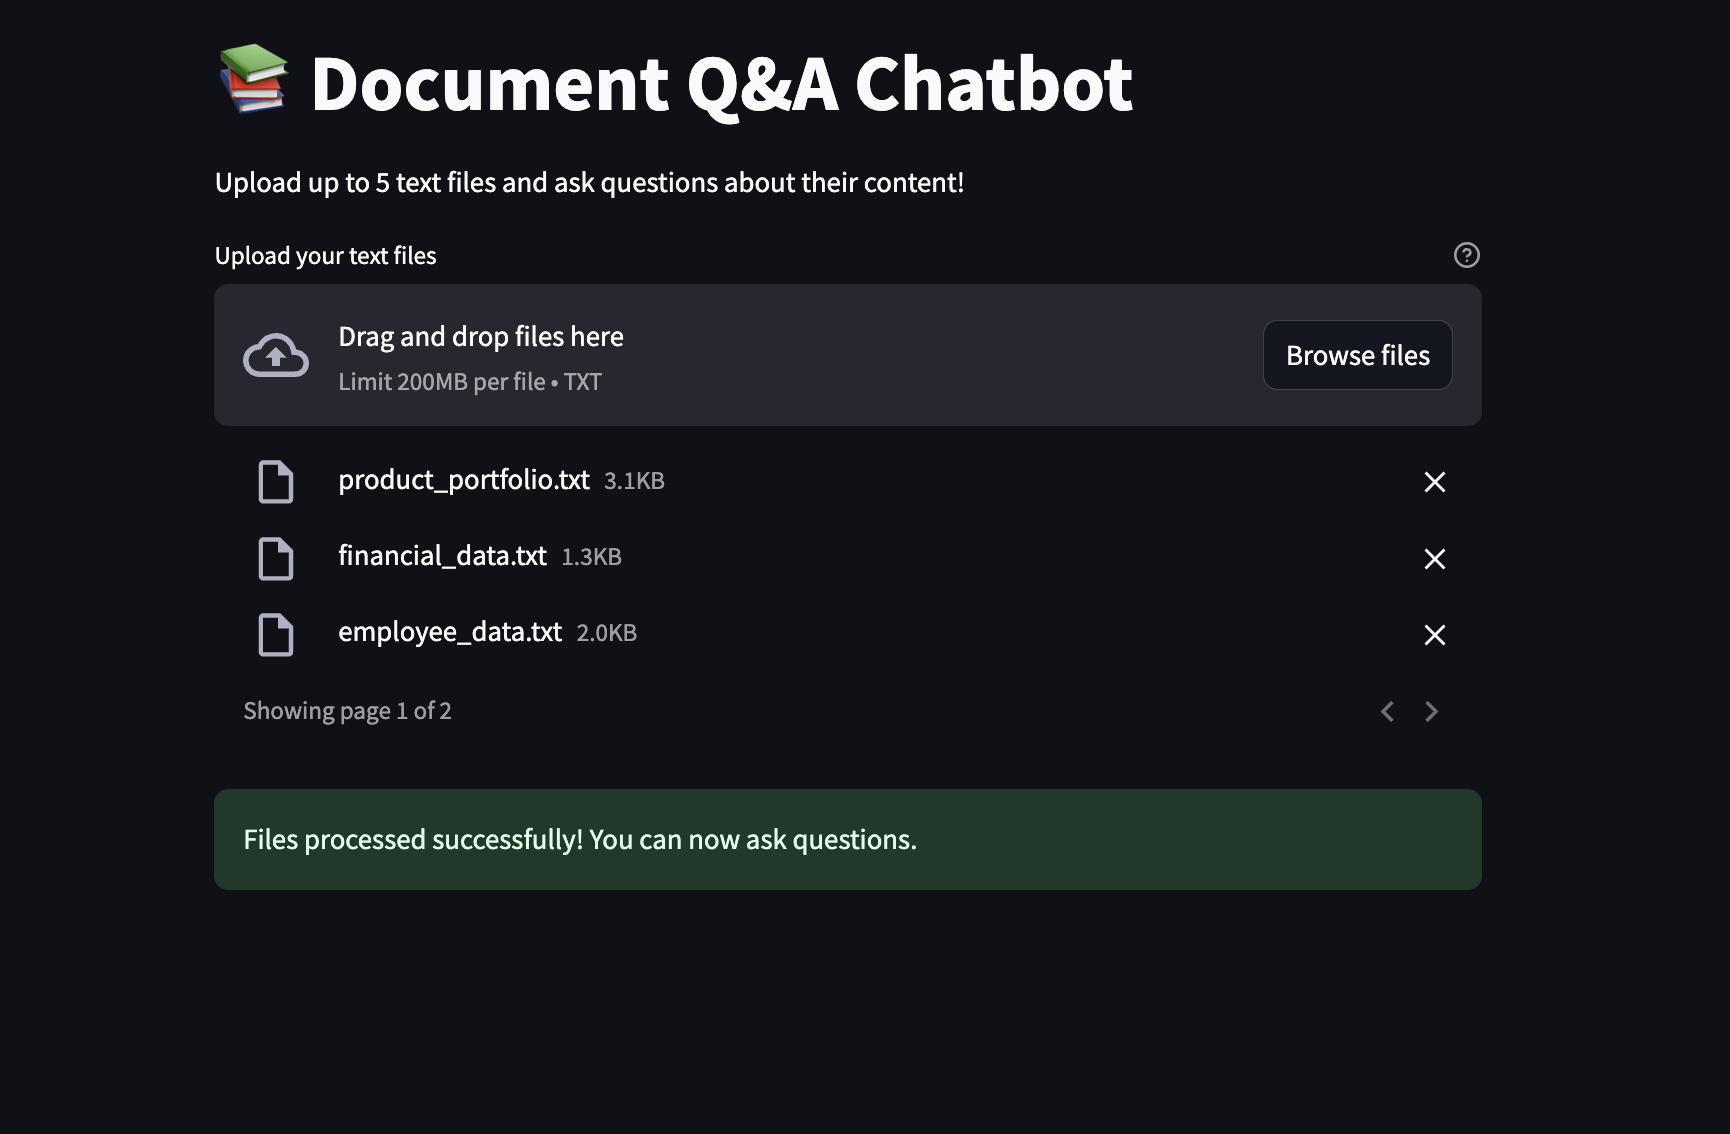 Document Q&A Chatbot
Upload up to 5 text files and ask questions about their content!
Upload your text files
Drag and drop files here
Limit 200MB per file • TXT
Browse files
product_portfolio.txt 3.1KB
financial_data.txt 1.3KB
employee_data.txt 2.0KB
Showing page 1 of 2
Files processed successfully! You can now ask questions.